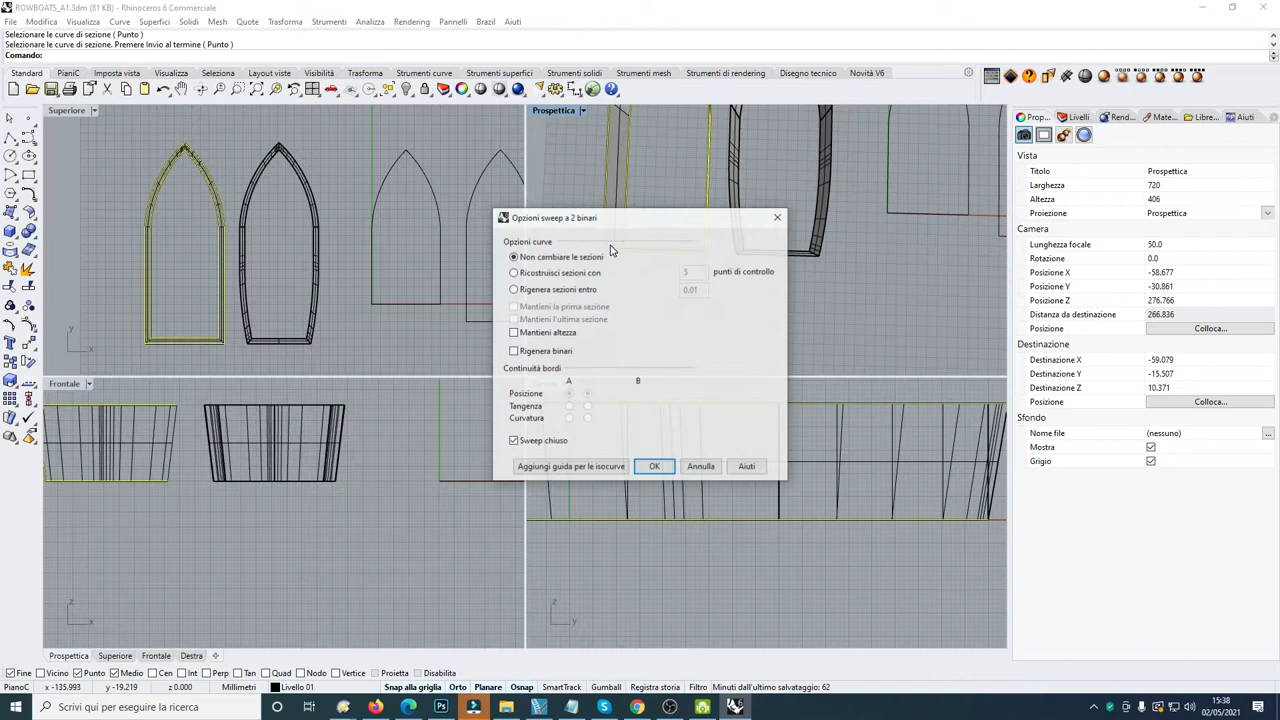 ROWBOATS_A1.3dm (81 KB) - Rhinoceros 6 Commerciale
File Modifica Visualizza Curve Superfici Solidi Mesh Quote Trasforma Strumenti Analizza Rendering Pannelli Brazil Aiuti
Selezionare le curve di sezione ( Punto )
Selezionare le curve di sezione. Premere Invio al termine ( Punto )
Comando:
Standard PianiC Imposta vista Visualizza Selezione Layout viste Visibilità Trasforma Strumenti curve Strumenti superfici Strumenti solidi Strumenti mesh Strumenti di rendering Disegno tecnico Novità V6
Superiore
Prospettica
Prop... Livelli Rend... Mate... Libre... Aiuti
Vista
Titolo Prospettica
Larghezza 720
Altezza 406
Proiezione Prospettica
Camera
Lunghezza focale 50.0
Rotazione 0.0
Posizione X -58.677
Posizione Y -30.861
Posizione Z 276.766
Distanza da destinazione 266.836
Posizione Colloca...
Destinazione
Destinazione X -59.079
Destinazione Y -15.507
Destinazione Z 10.371
Posizione Colloca...
Sfondo
Nome file (nessuno) ...
Mostra
Grigio
Opzioni sweep a 2 binari
Opzioni curve
Non cambiare le sezioni
Ricostruisci sezioni con 5 punti di controllo
Rigenera sezioni entro 0.01
Mantieni la prima sezione
Mantieni l'ultima sezione
Mantieni altezza
Rigenera binari
Continuità bordi
A B
Posizione
Tangenza
Curvatura
Sweep chiuso
Aggiungi guida per le isocurve OK Annulla Aiuti
y
x
Frontale
z
x
z
y
Prospettica Superiore Frontale Destra
Fine Vicino Punto Medio Cen Int Perp Tan Quad Nodo Vertice Proietta Disabilita
PianoC x -135.993 y -19.219 z 0.000 Millimetri Livello 01 Snap alla griglia Orto Planare Osnap SmartTrack Gumball Registra storia Filtro Minuti dall'ultimo salvataggio: 62
Scrivi qui per eseguire la ricerca
15:38
02/05/2021